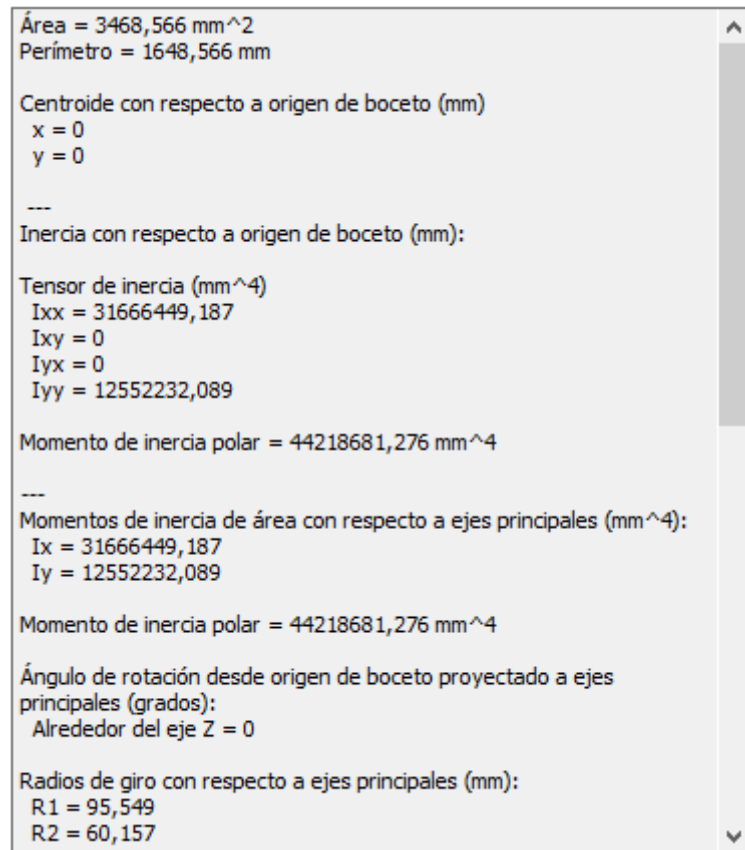 Área = 3468,566 mm^2
Perímetro = 1648,566 mm
Centroide con respecto a origen de boceto (mm)
x = 0
y = 0
---
Inercia con respecto a origen de boceto (mm):
Tensor de inercia (mm^4)
Ixx = 31666449,187
Ixy = 0
Iyx = 0
Iyy = 12552232,089
Momento de inercia polar = 44218681,276 mm^4
---
Momentos de inercia de área con respecto a ejes principales (mm^4):
Ix = 31666449,187
Iy = 12552232,089
Momento de inercia polar = 44218681,276 mm^4
Ángulo de rotación desde origen de boceto proyectado a ejes
principales (grados):
Alrededor del eje Z = 0
Radios de giro con respecto a ejes principales (mm):
R1 = 95,549
R2 = 60,157